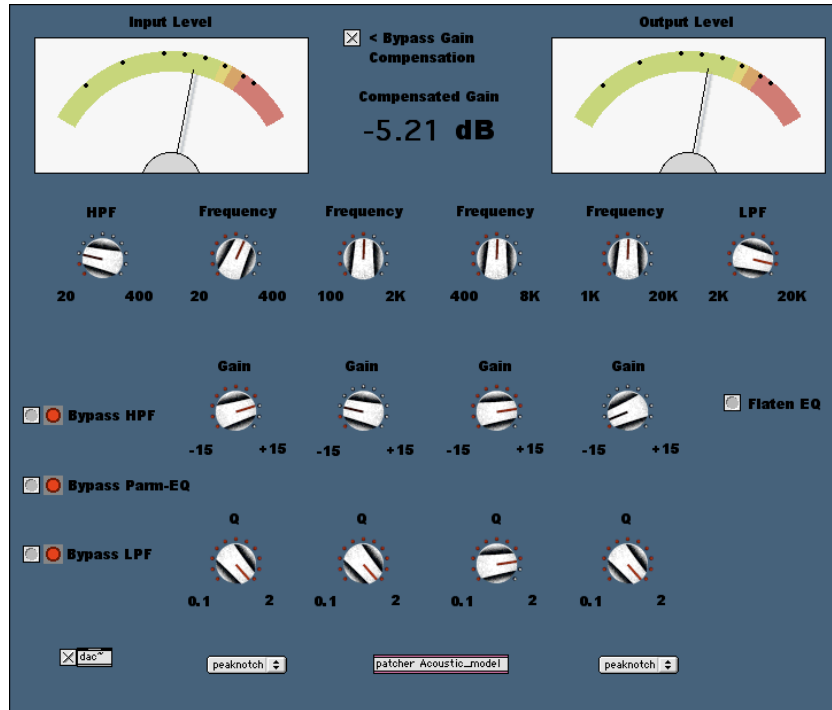 Input Level
< Bypass Gain
Compensation
Output Level
Compensated Gain
-5.21 dB
HPF Frequency Frequency Frequency Frequency LPF
20 400 20 400 100 2K 400 8K 1K 20K 2K 20K
Gain Gain Gain Gain
Bypass HPF
Flaten EQ
-15 +15 -15 +15 -15 +15 -15 +15
Bypass Parm-EQ
Q Q Q Q
Bypass LPF
0.1 2 0.1 2 0.1 2 0.1 2
dac~
peaknotch patcher Acoustic_model peaknotch